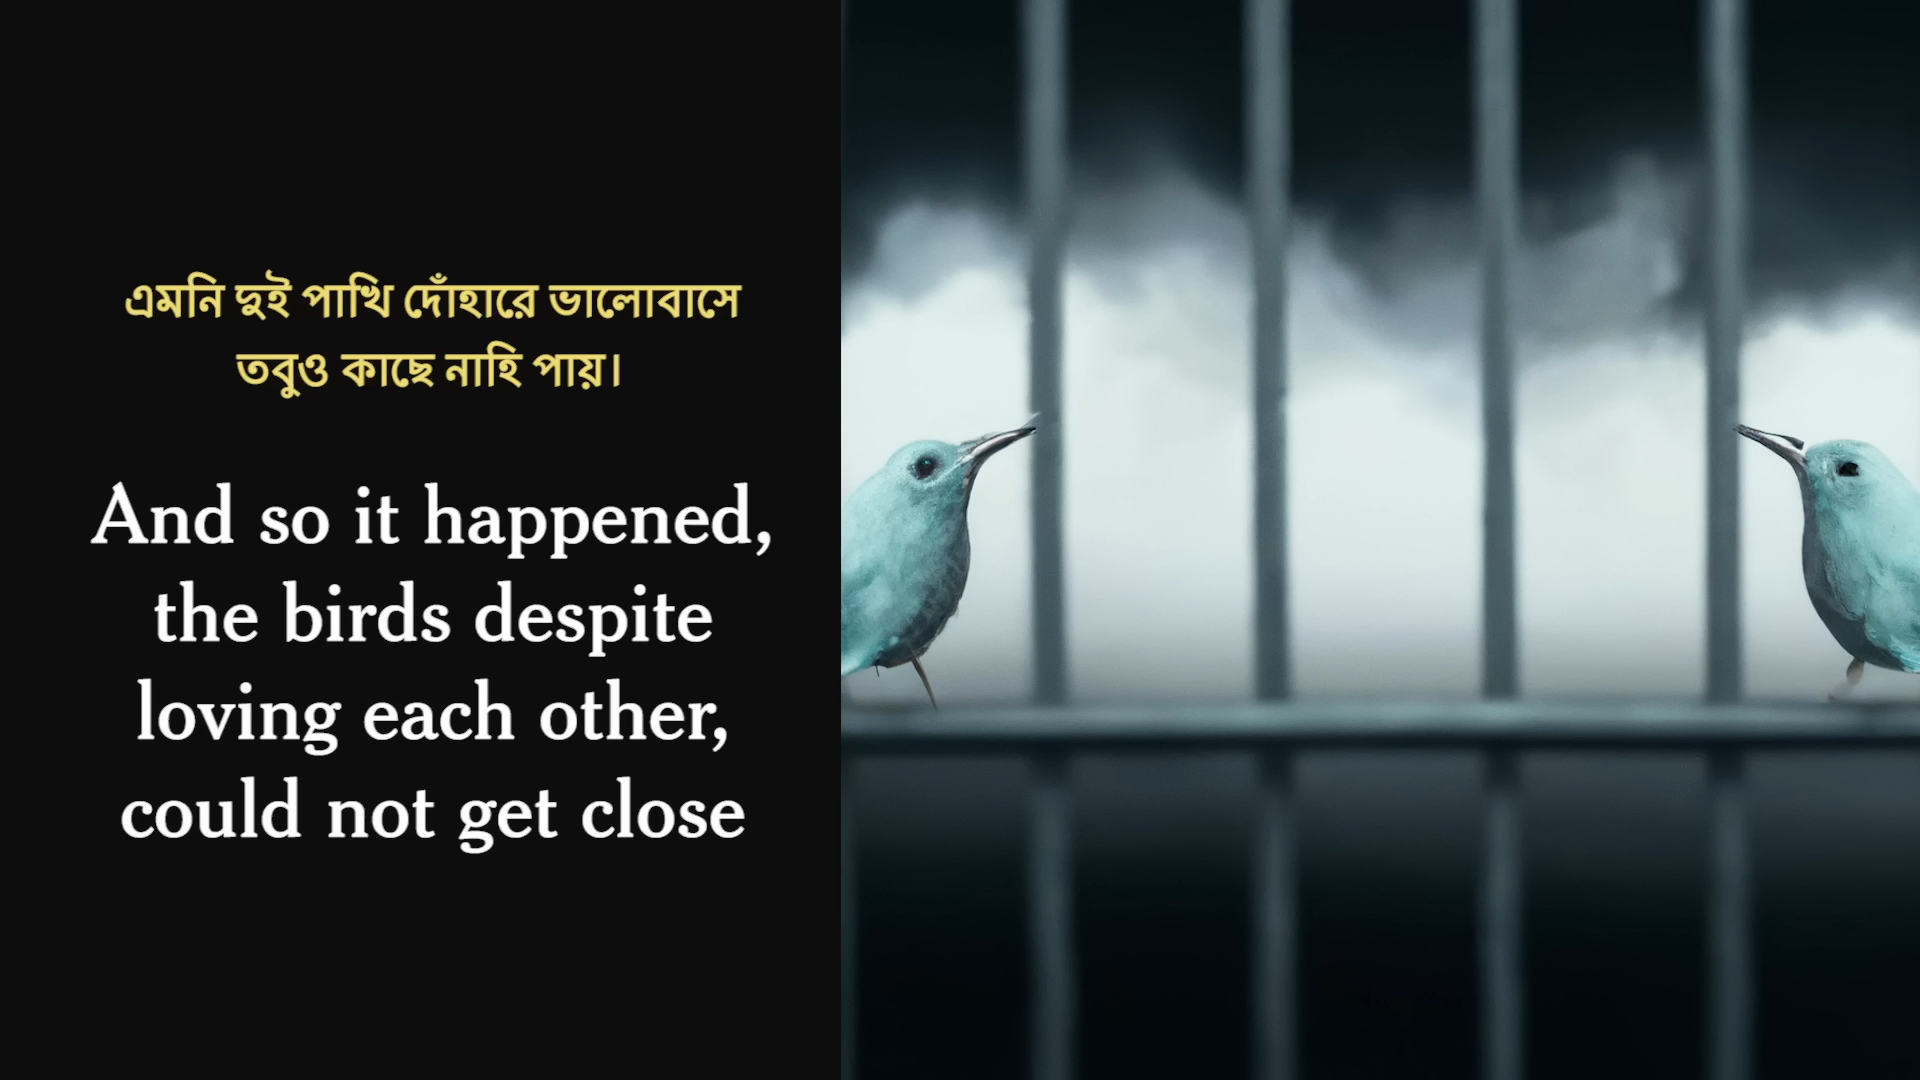 এমনি দুই পাখি দোঁহারে ভালোবাসে
তবুও কাছে নাহি পায়।
And so it happened,
the birds despite
loving each other,
could not get close